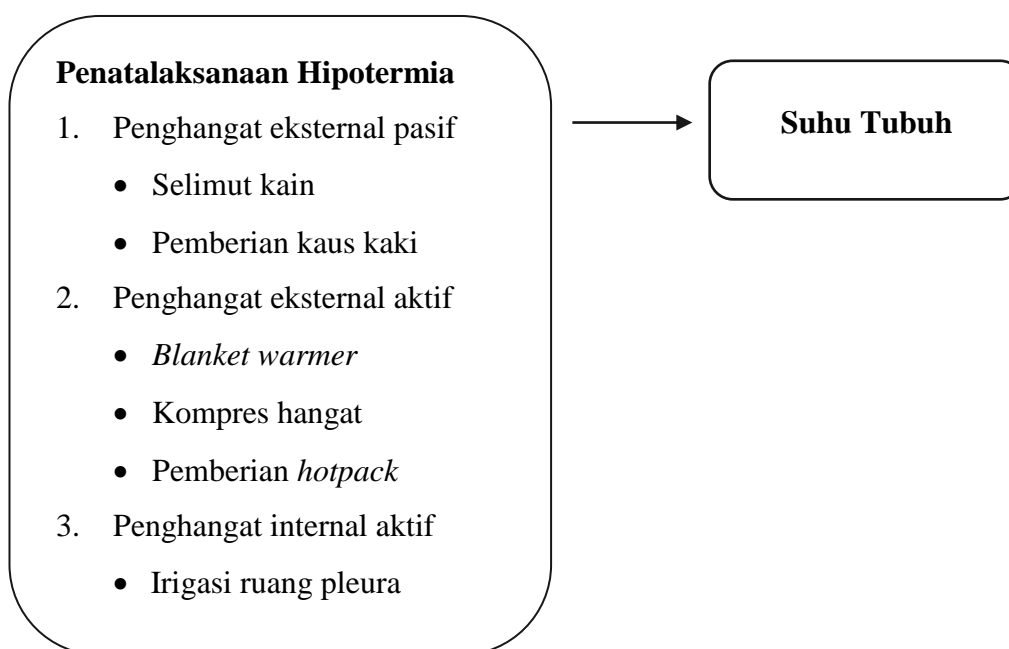 Penatalaksanaan Hipotermia
1. Penghangat eksternal pasif
• Selimut kain
• Pemberian kaus kaki
2. Penghangat eksternal aktif
• Blanket warmer
• Kompres hangat
• Pemberian hotpack
3. Penghangat internal aktif
• Irigasi ruang pleura
Suhu Tubuh